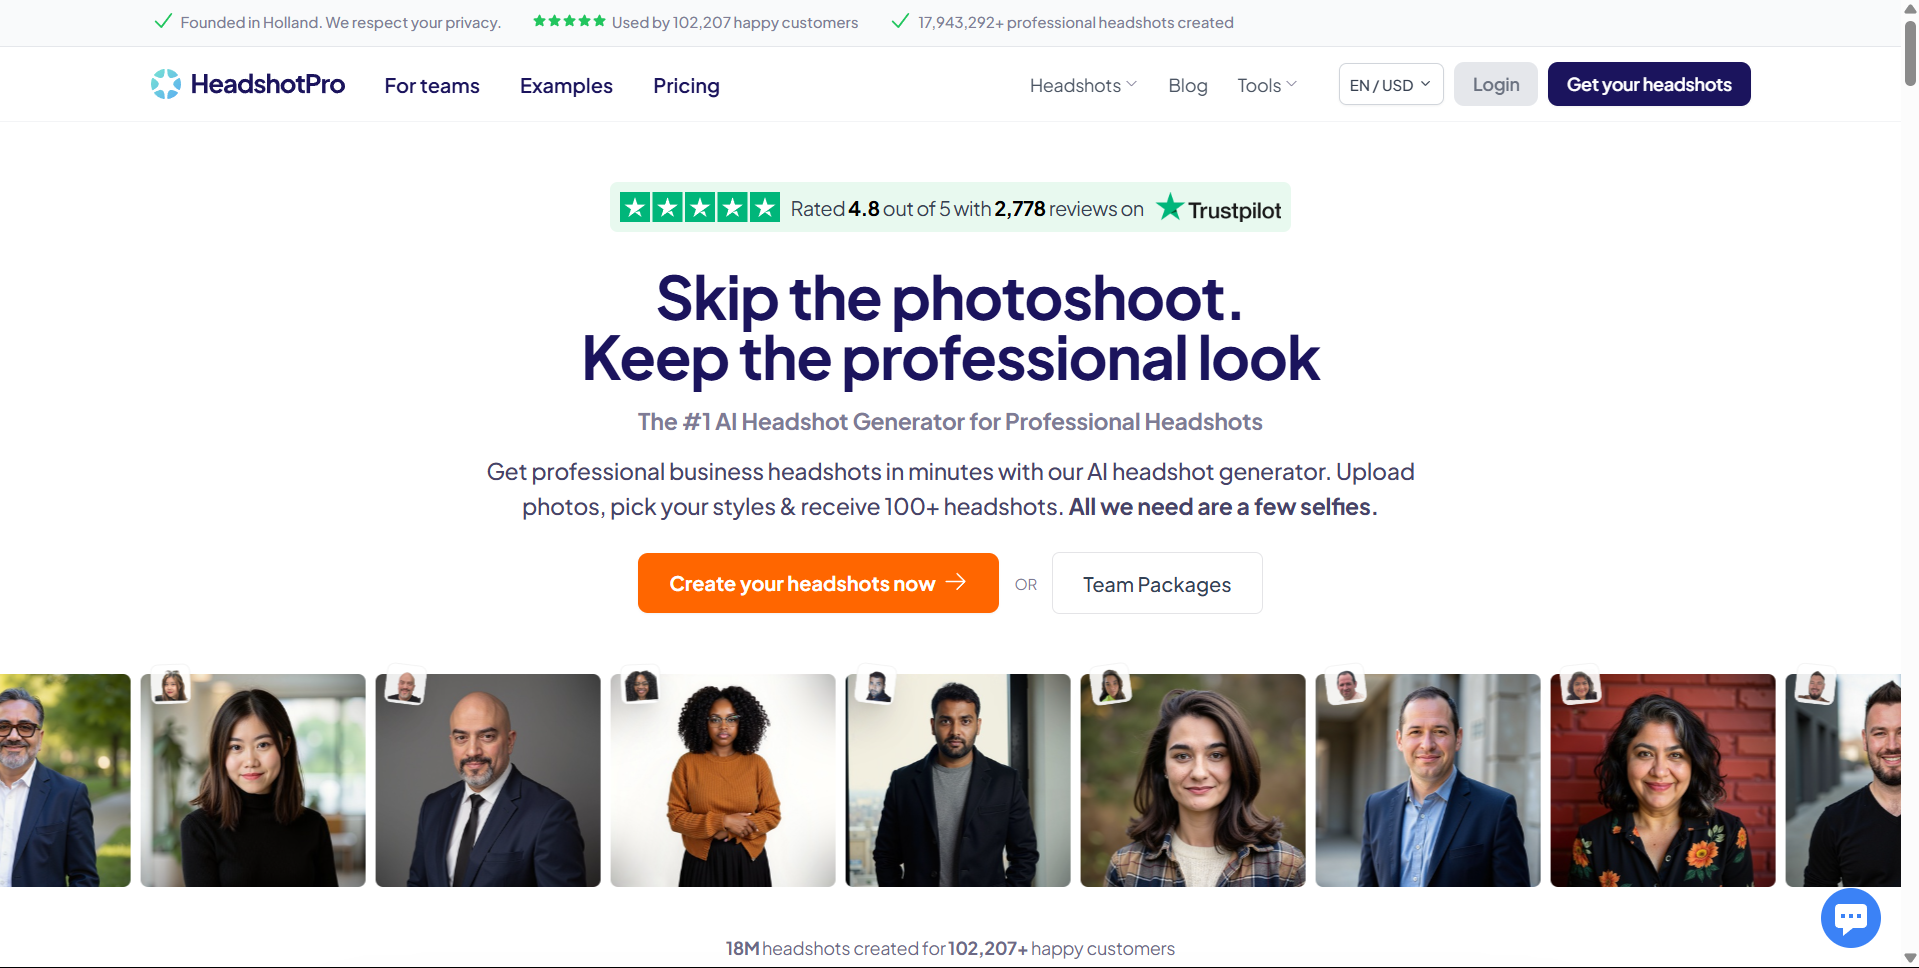 Founded in Holland. We respect your privacy.
Used by 102,207 happy customers
17,943,292+ professional headshots created
HeadshotPro
For teams
Examples
Pricing
Headshots
Blog
Tools
EN / USD
Login
Get your headshots
Rated 4.8 out of 5 with 2,778 reviews on Trustpilot
Skip the photoshoot.
Keep the professional look
The #1 AI Headshot Generator for Professional Headshots
Get professional business headshots in minutes with our AI headshot generator. Upload
photos, pick your styles & receive 100+ headshots. All we need are a few selfies.
Create your headshots now
OR
Team Packages
18M headshots created for 102,207+ happy customers